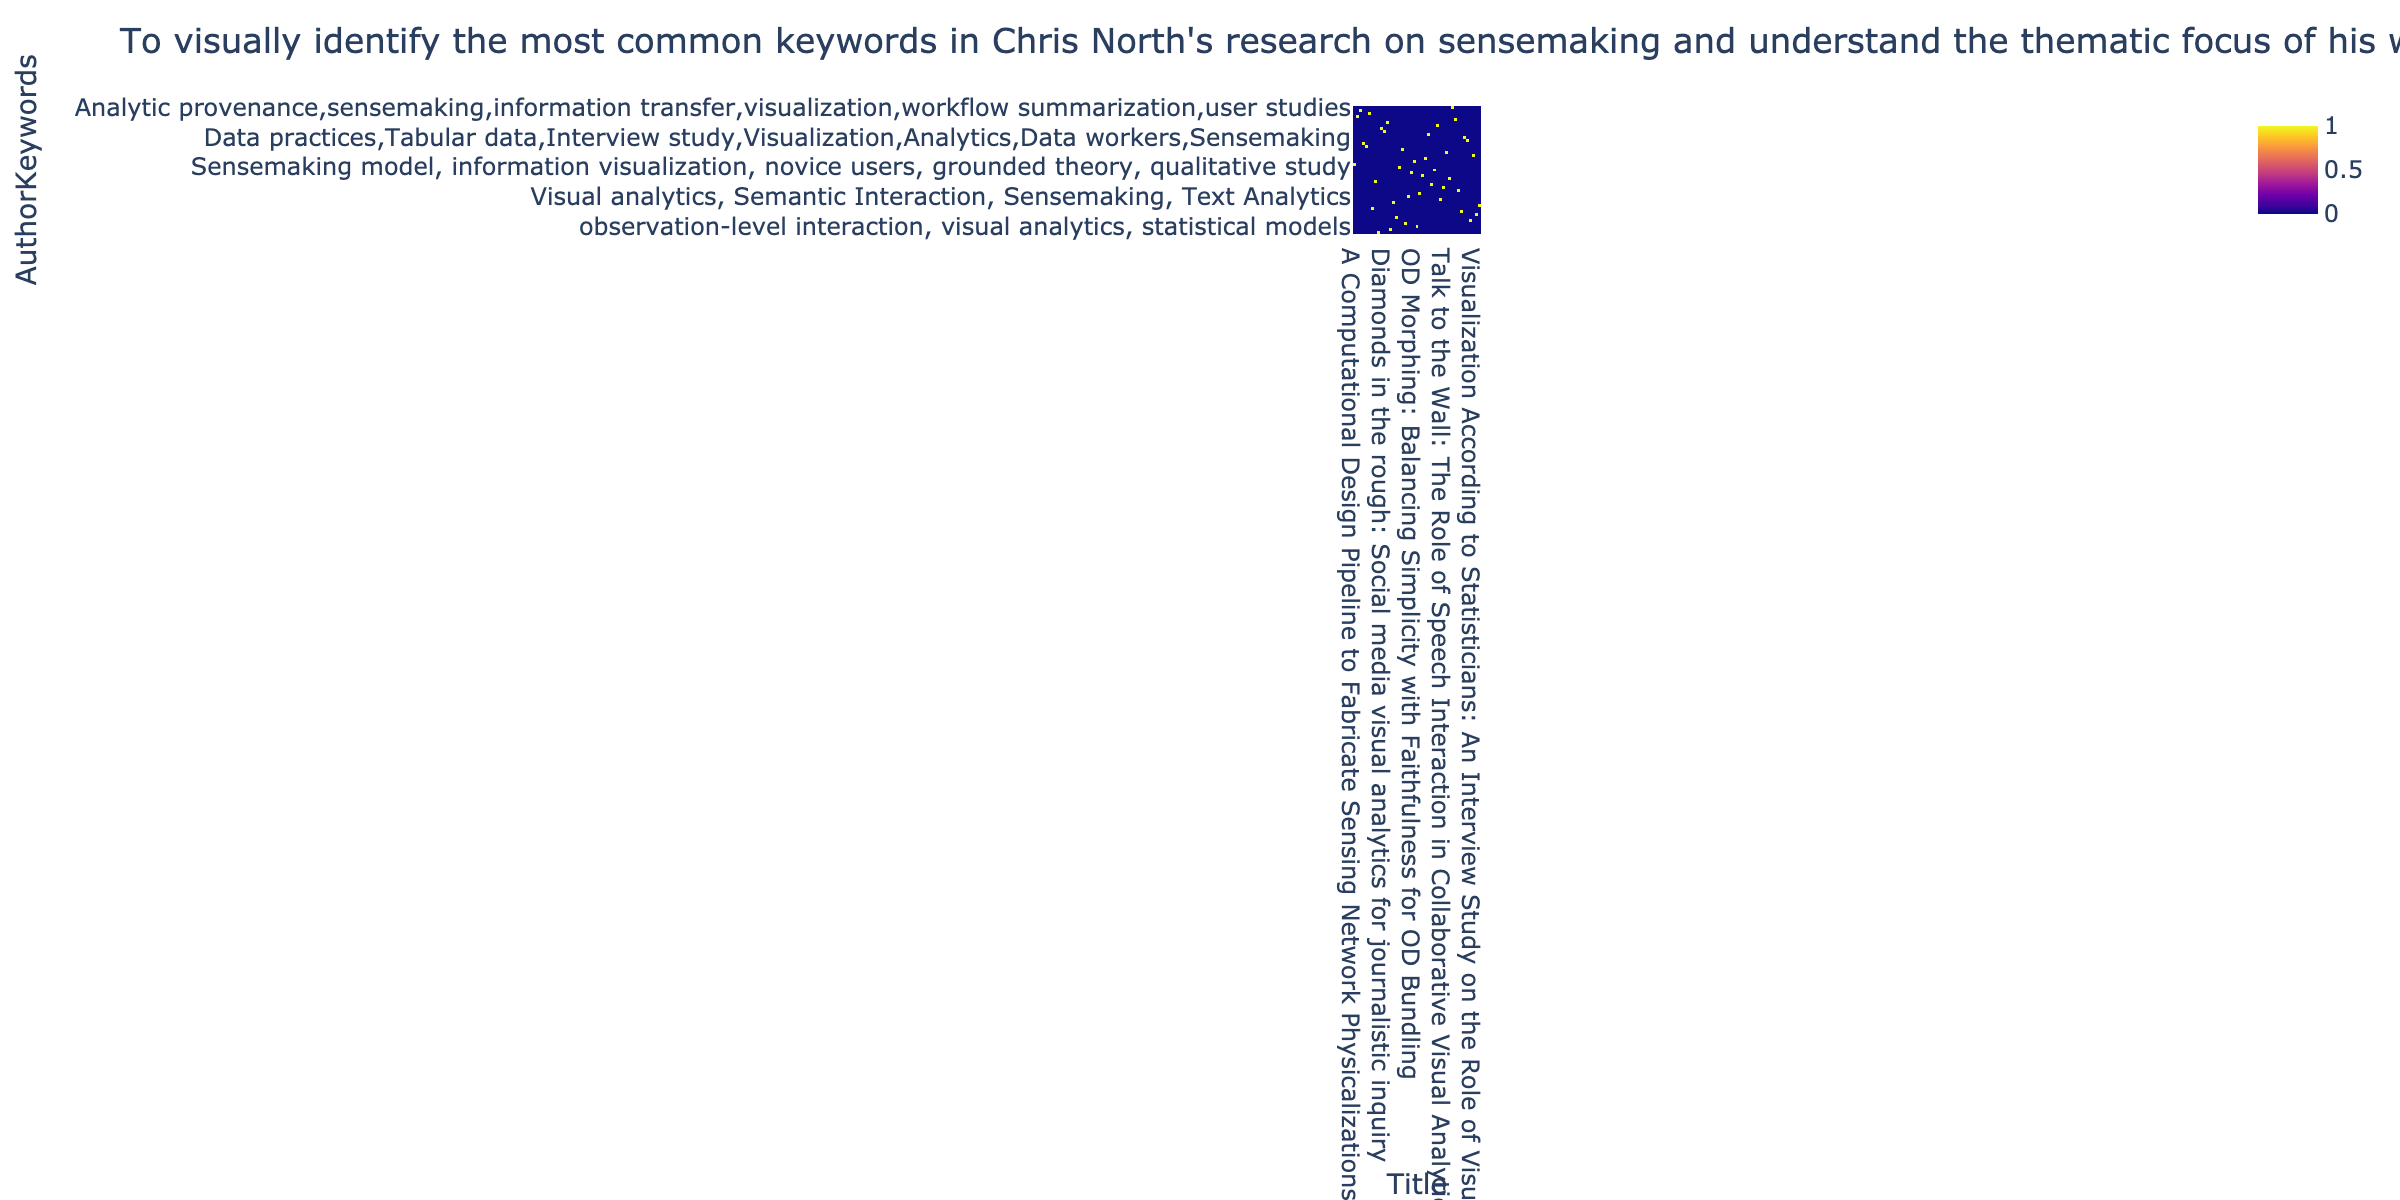 To visually identify the most common keywords in Chris North's research on sensemaking and understand the thematic focus of his
AuthorKeywords
Analytic provenance,sensemaking,information transfer,visualization,workflow summarization,user studies
Data practices,Tabular data,Interview study,Visualization,Analytics,Data workers,Sensemaking
Sensemaking model, information visualization, novice users, grounded theory, qualitative study
Visual analytics, Semantic Interaction, Sensemaking, Text Analytics
observation-level interaction, visual analytics, statistical models
1
0.5
0
A Computational Design Pipeline to Fabricate Sensing Network Physicalizations
Diamonds in the rough: Social media visual analytics for journalistic inquiry
OD Morphing: Balancing Simplicity with Faithfulness for OD Bundling
Talk to the Wall: The Role of Speech Interaction in Collaborative Visual
Visualization According to Statisticians: An Interview Study on the Role of
Title